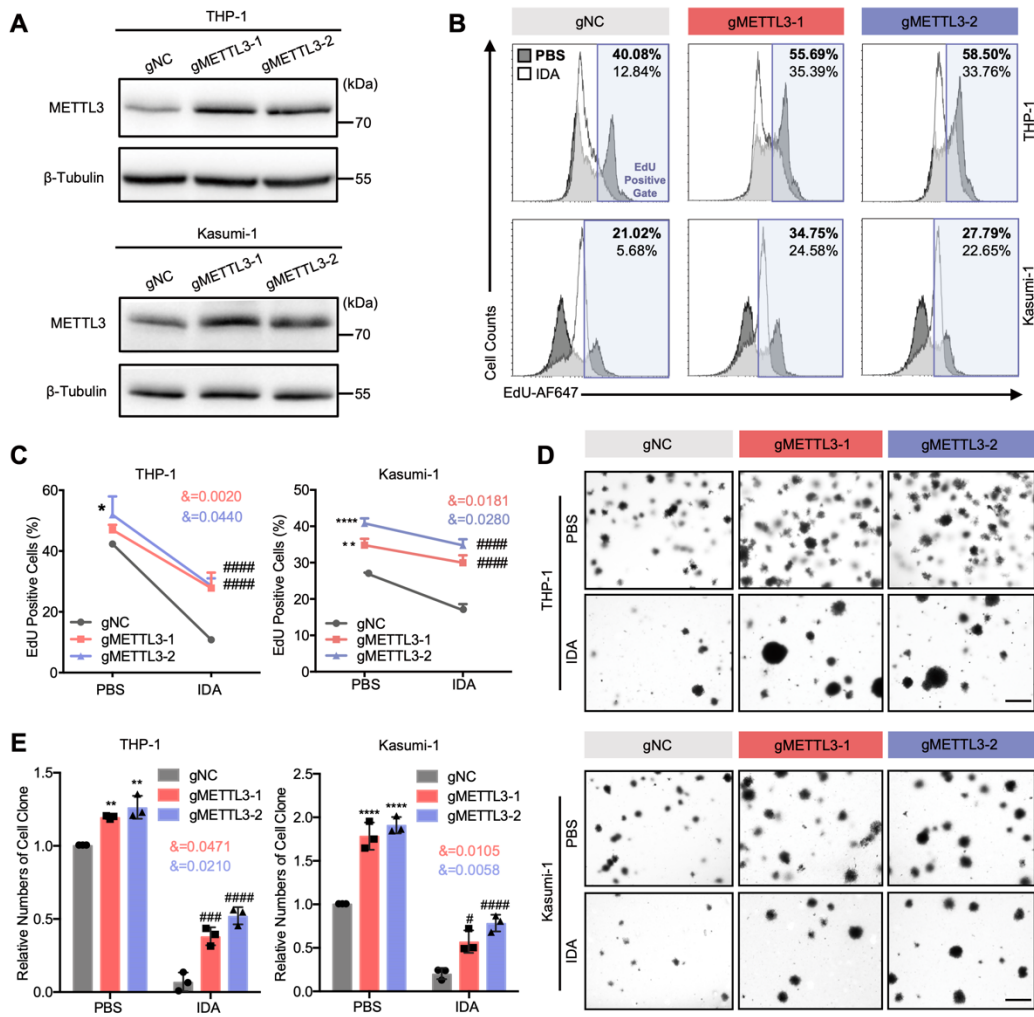 A
THP-1
gNC gMETTL3-1 gMETTL3-2
(kDa)
METTL3
70
β-Tubulin
55
Kasumi-1
gNC gMETTL3-1 gMETTL3-2
(kDa)
METTL3
70
β-Tubulin
55
B
gNC gMETTL3-1 gMETTL3-2
PBS
IDA
40.08%
12.84%
55.69%
35.39%
58.50%
33.76%
EdU
Positive
Gate
THP-1
21.02%
5.68%
34.75%
24.58%
27.79%
22.65%
Kasumi-1
Cell Counts
EdU-AF647
C
THP-1
EdU Positive Cells (%)
60
40
20
0
*
&=0.0020
&=0.0440
####
####
gNC
gMETTL3-1
gMETTL3-2
PBS IDA
Kasumi-1
EdU Positive Cells (%)
50
40
30
20
10
0
****
**
&=0.0181
&=0.0280
####
####
gNC
gMETTL3-1
gMETTL3-2
PBS IDA
D
gNC gMETTL3-1 gMETTL3-2
THP-1
PBS
IDA
gNC gMETTL3-1 gMETTL3-2
Kasumi-1
PBS
IDA
E
THP-1
Relative Numbers of Cell Clone
1.5
1.0
0.5
0.0
** **
gNC
gMETTL3-1
gMETTL3-2
&=0.0471
&=0.0210
### ####
PBS IDA
Kasumi-1
Relative Numbers of Cell Clone
2.5
2.0
1.5
1.0
0.5
0.0
**** ****
gNC
gMETTL3-1
gMETTL3-2
&=0.0105
&=0.0058
# ####
PBS IDA